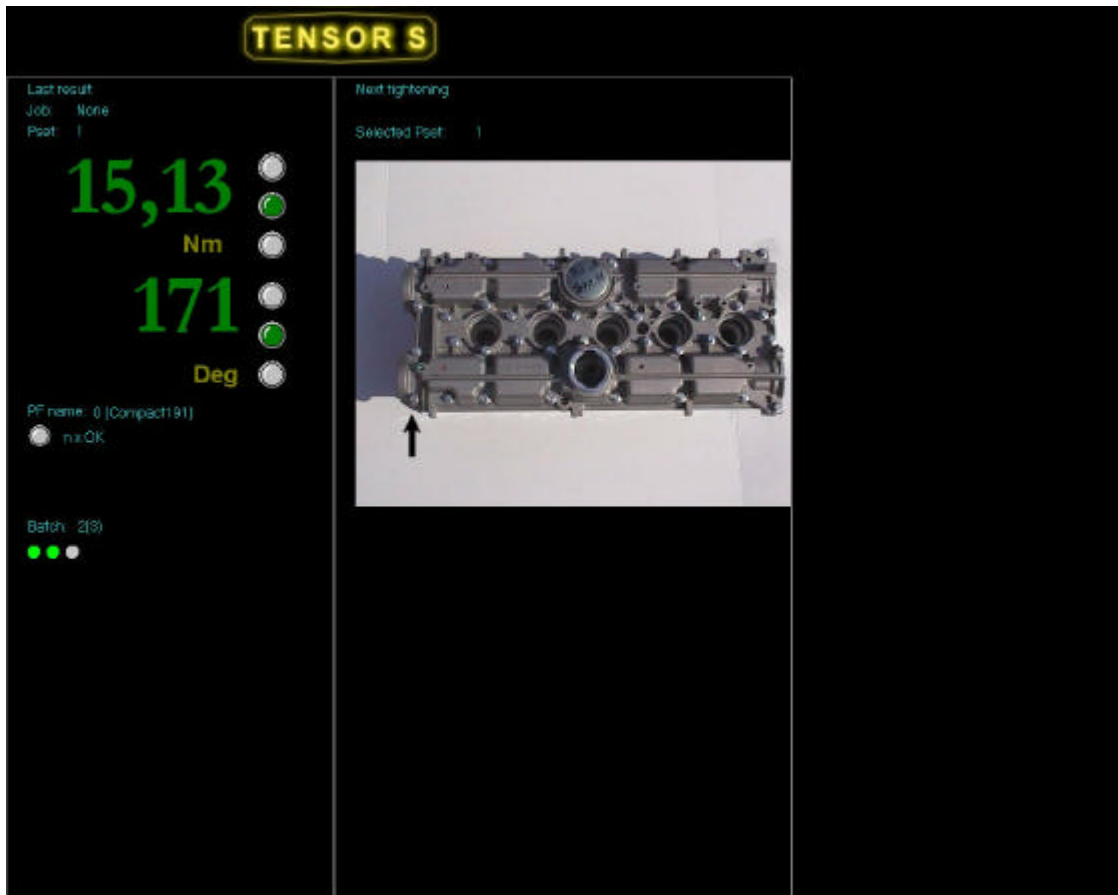 TENSOR S
Last result
Job: None
Pset: 1
15,13
Nm
171
Deg
PF name: 0 (Compact191)
n x OK
Batch: 2(3)
Next tightening
Selected Pset: 1